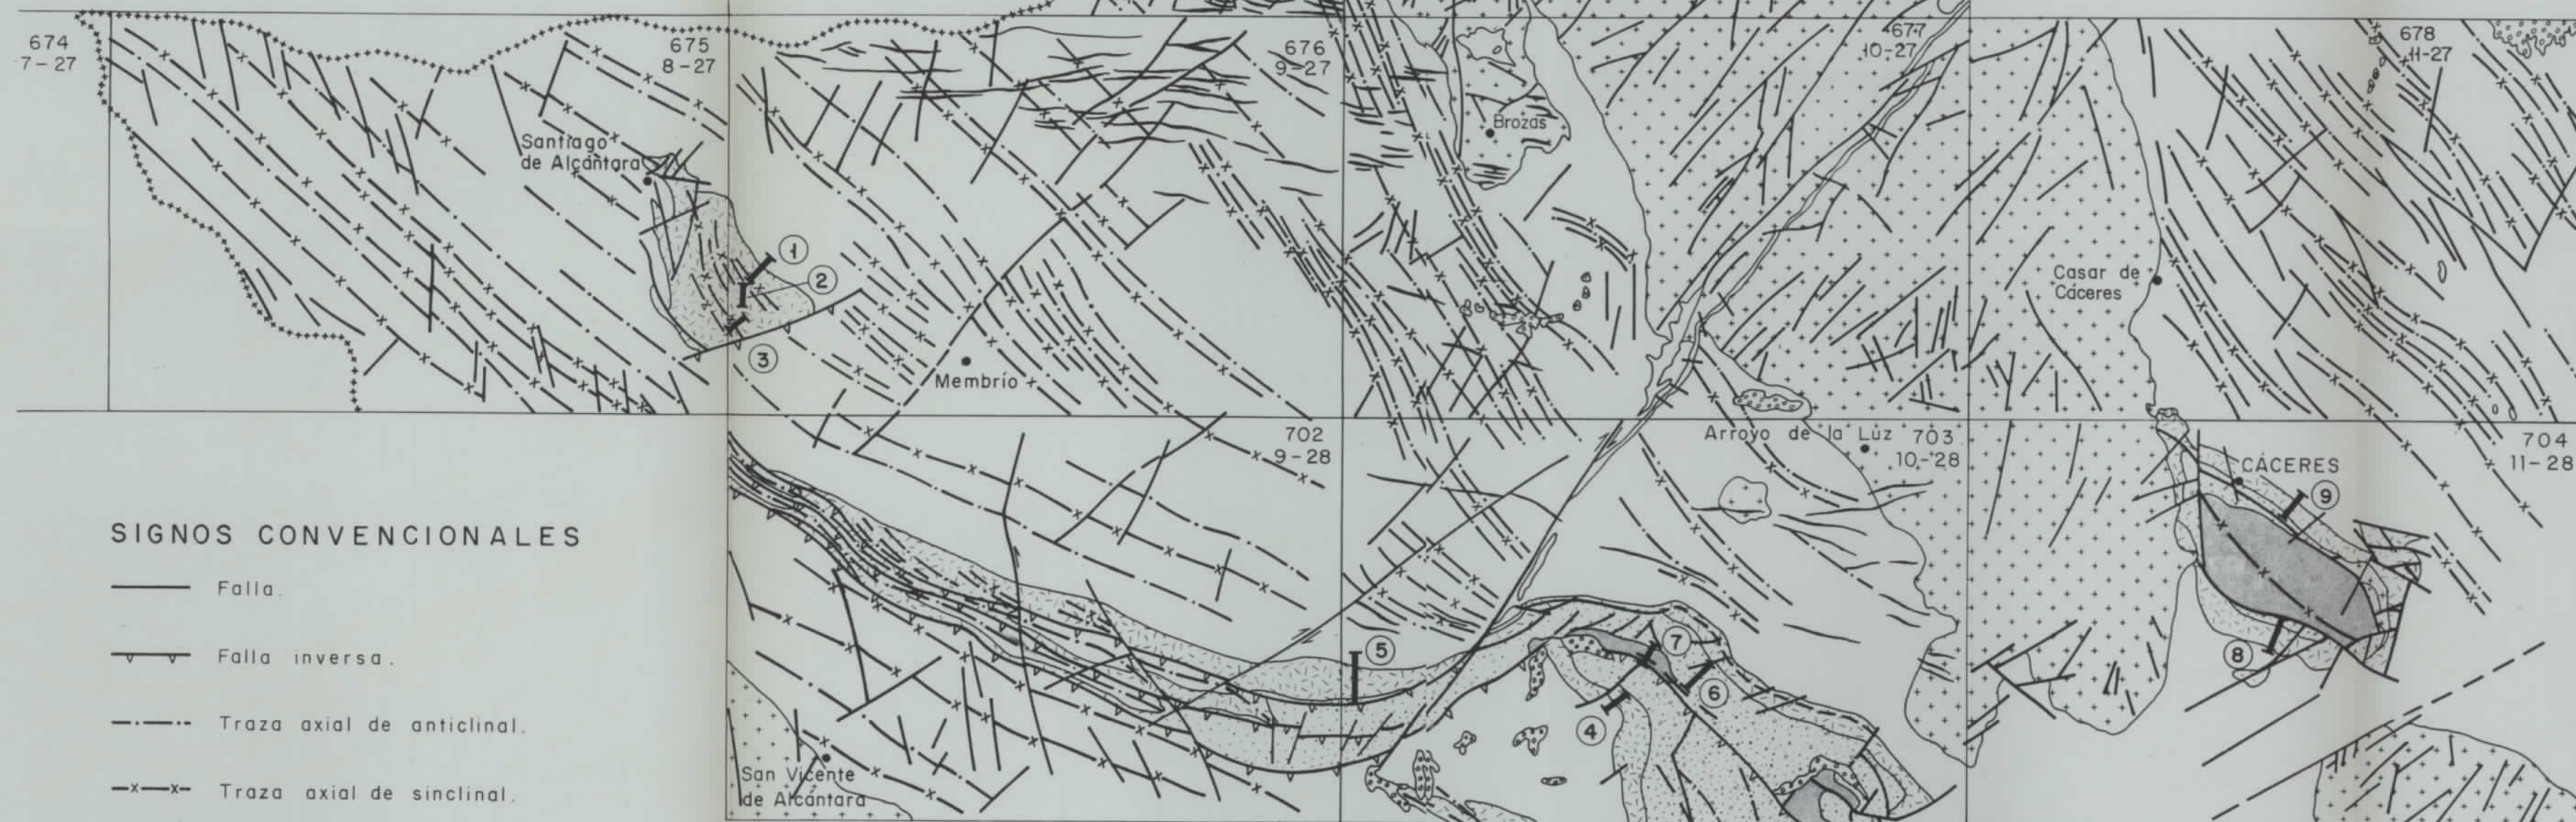 674
7-27
675
8-27
676
9-27
677
10-27
678
11-27
Santiago
de Alcántara
Brozas
①
②
③
Membrío
Casar de
Cáceres
702
9-28
Arroyo de la Luz
703
10-28
704
11-28
CÁCERES
⑨
SIGNOS CONVENCIONALES
Falla.
Falla inversa.
Traza axial de anticlinal.
Traza axial de sinclinal.
⑤
⑦
⑥
④
⑧
San Vicente
de Alcántara